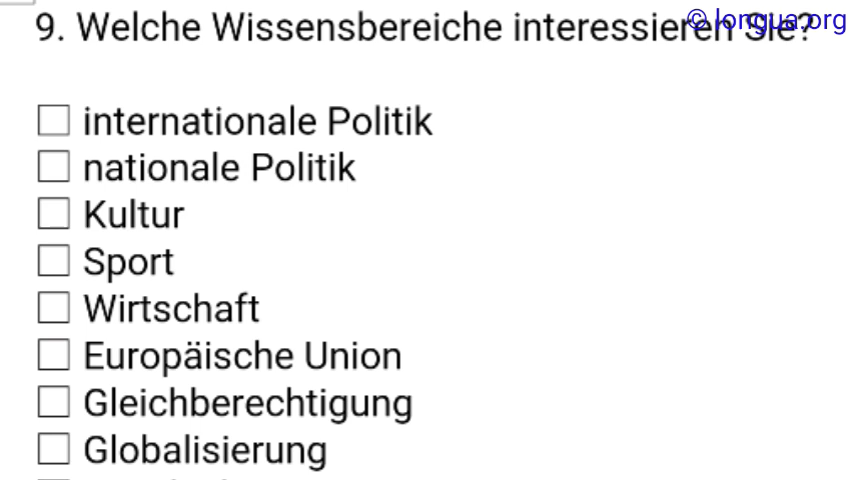 9. Welche Wissensbereiche interessieren Sie?
© longua.org
internationale Politik
nationale Politik
Kultur
Sport
Wirtschaft
Europäische Union
Gleichberechtigung
Globalisierung